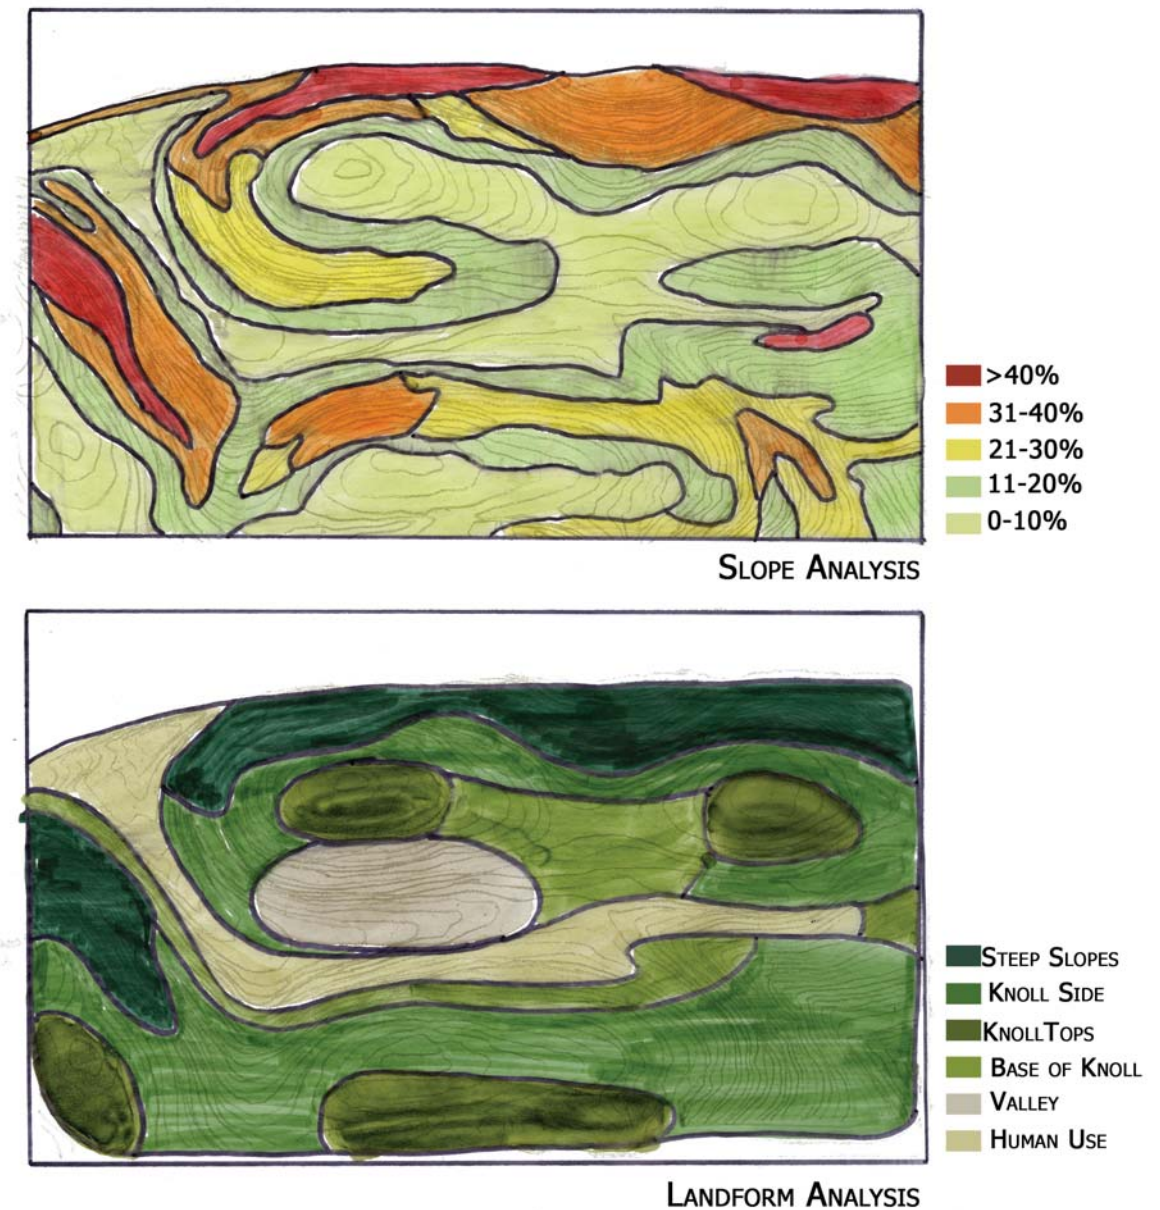 >40%
31-40%
21-30%
11-20%
0-10%
SLOPE ANALYSIS
STEEP SLOPES
KNOLL SIDE
KNOLLTOPS
BASE OF KNOLL
VALLEY
HUMAN USE
LANDFORM ANALYSIS